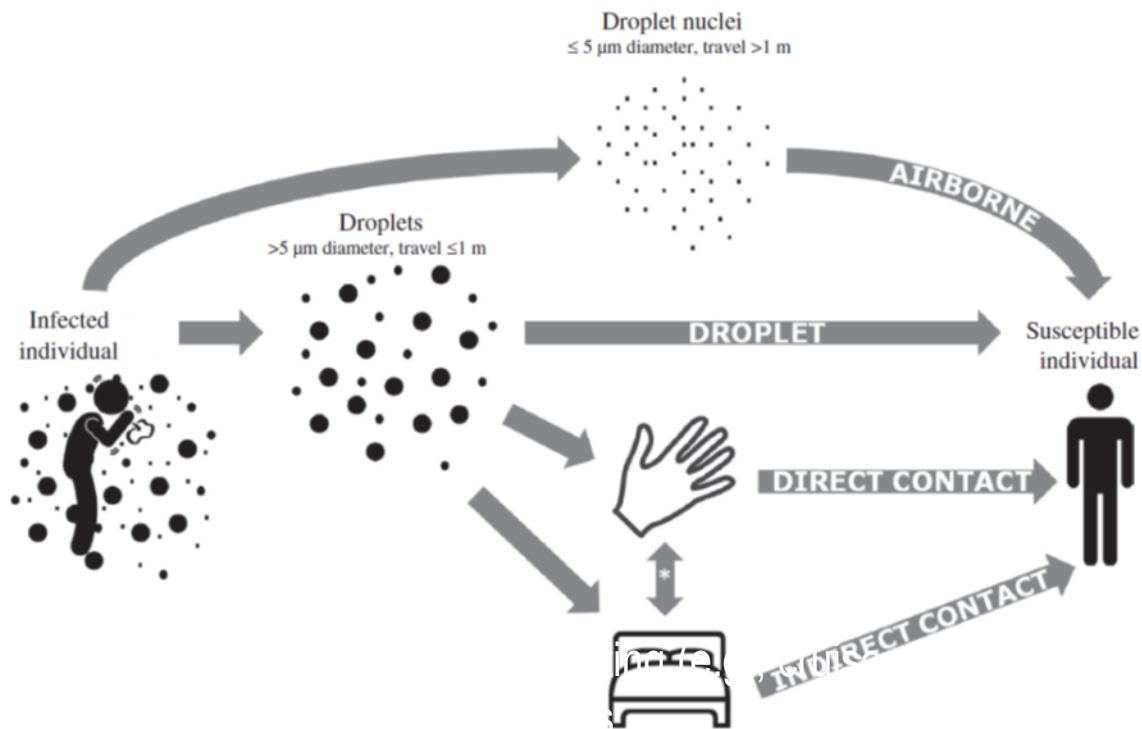 Droplet nuclei
≤ 5 μm diameter, travel >1 m
AIRBORNE
Droplets
>5 μm diameter, travel ≤1 m
Infected
individual
DROPLET
Susceptible
individual
DIRECT CONTACT
*
INDIRECT CONTACT
(e.g.,